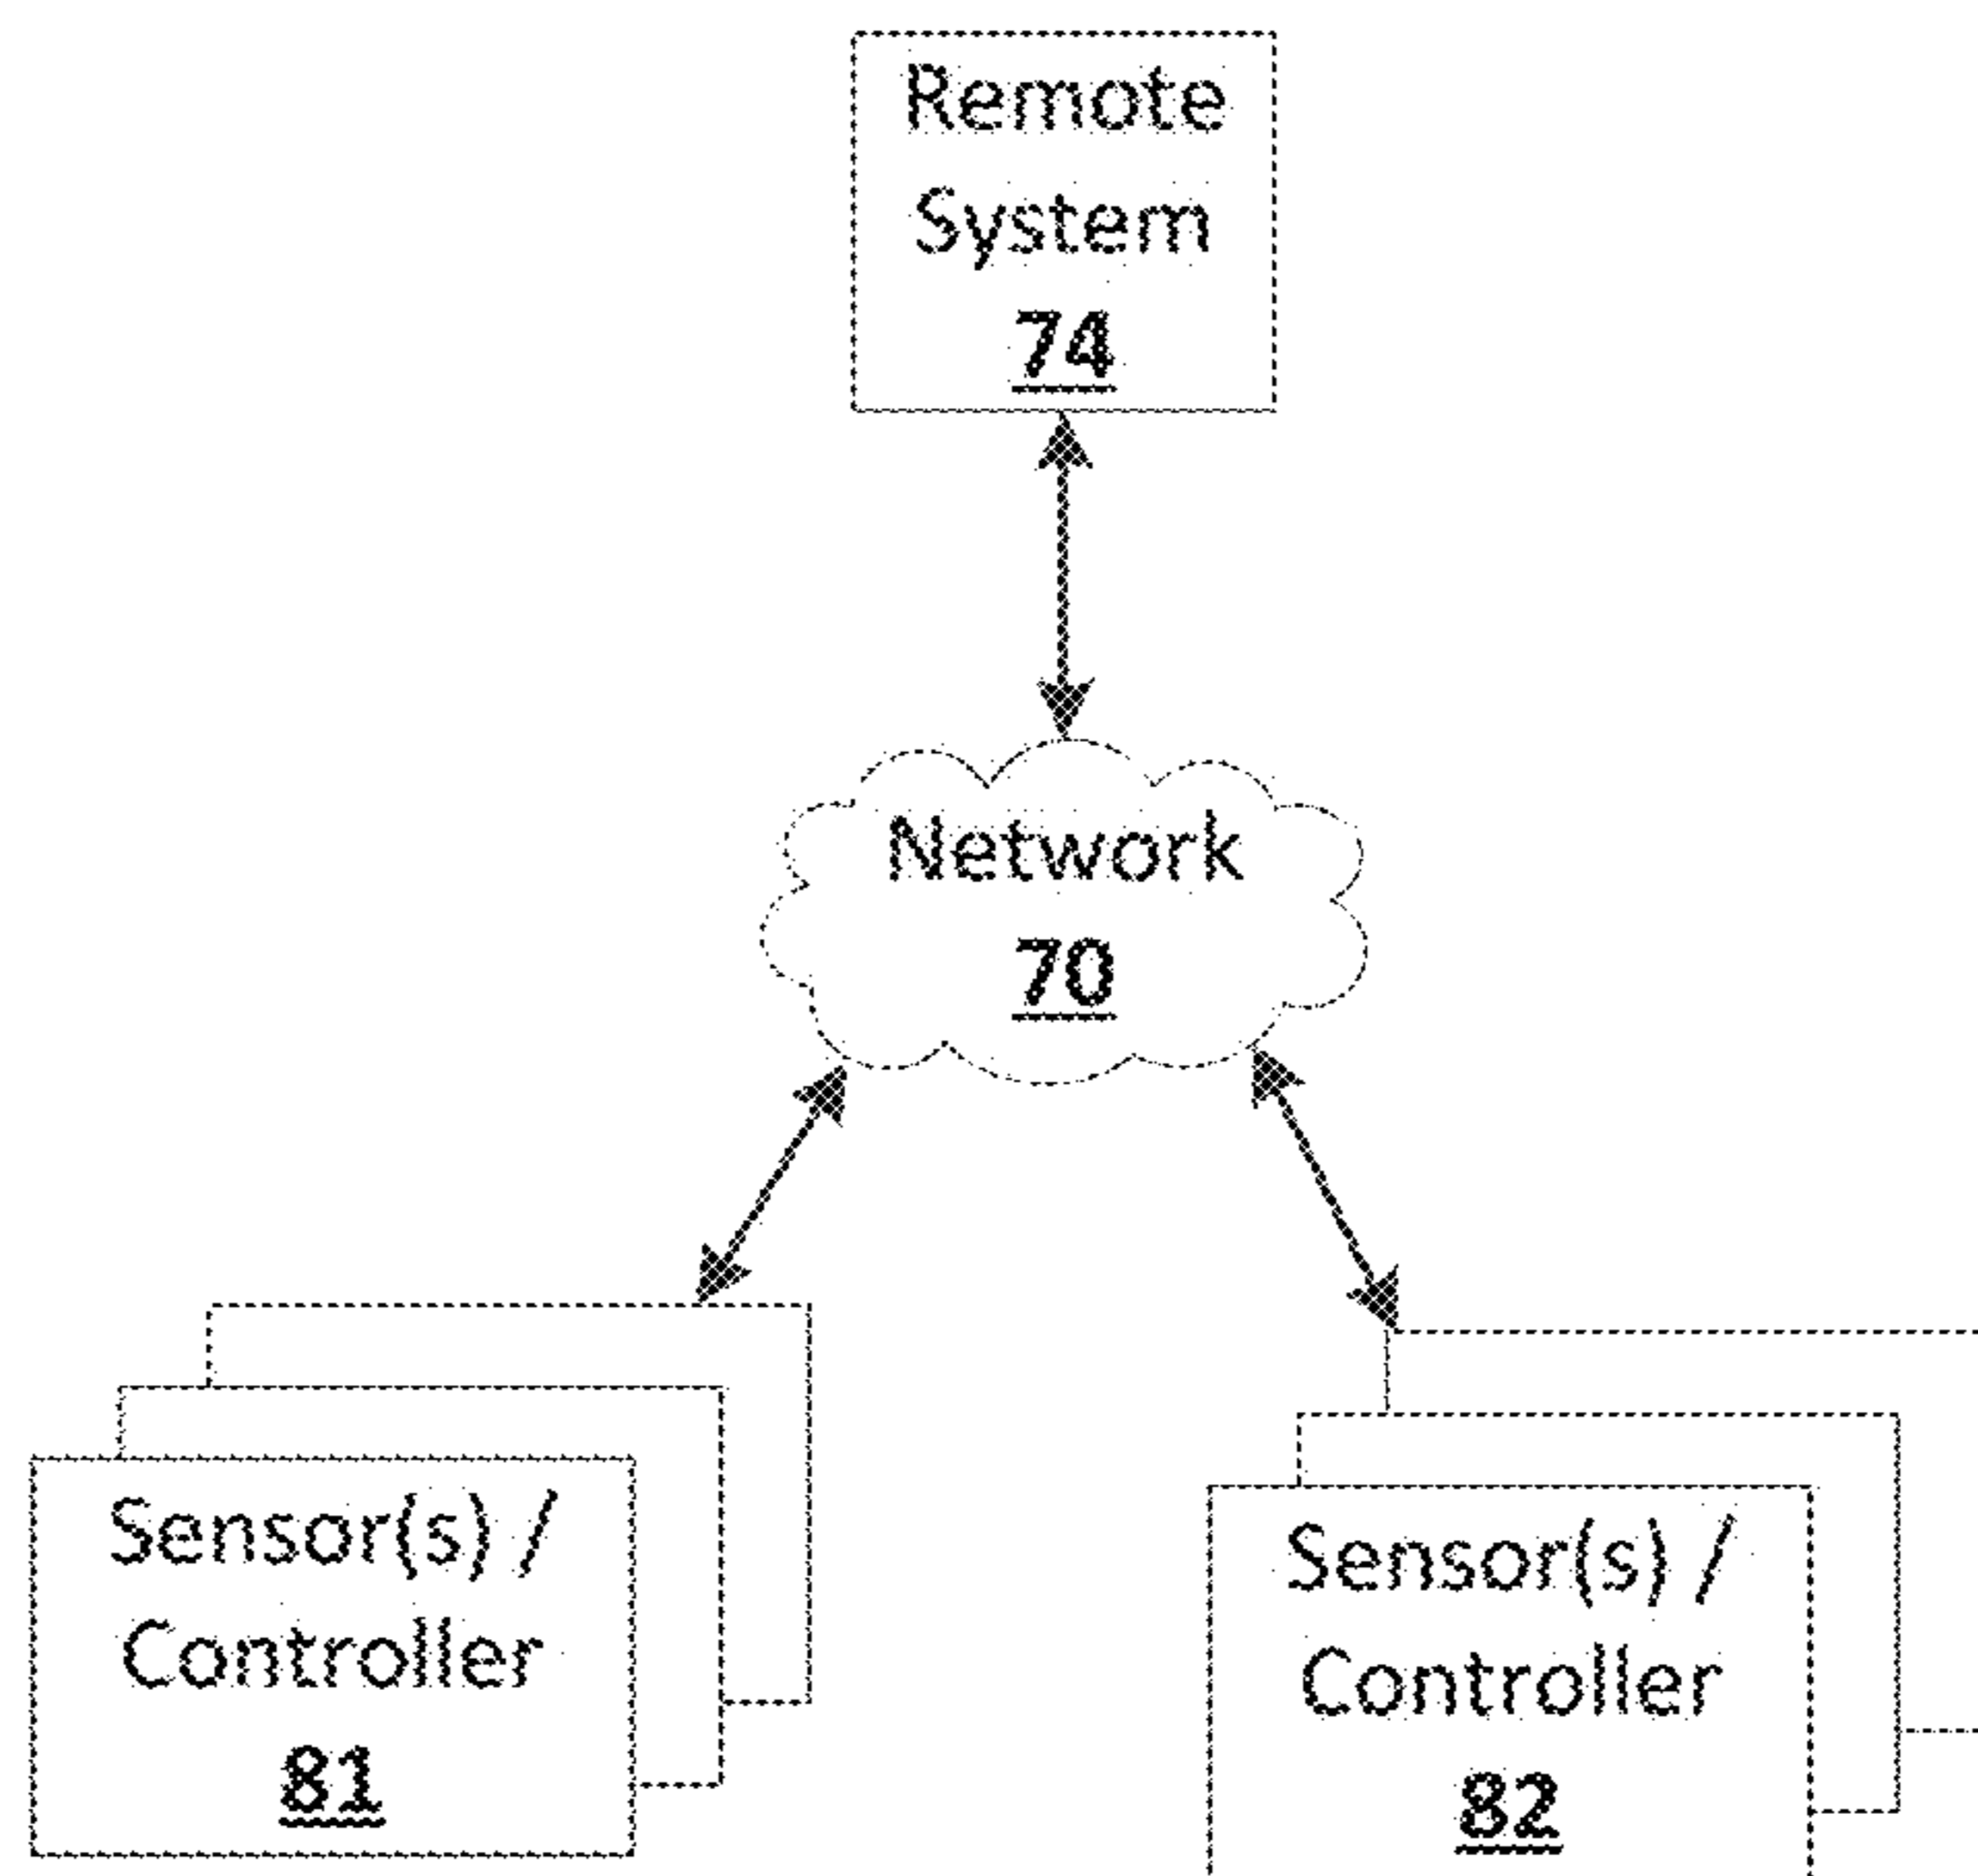 Remote
System
74
Network
70
Sensor(s) /
Controller
81
Sensor(s) /
Controller
82